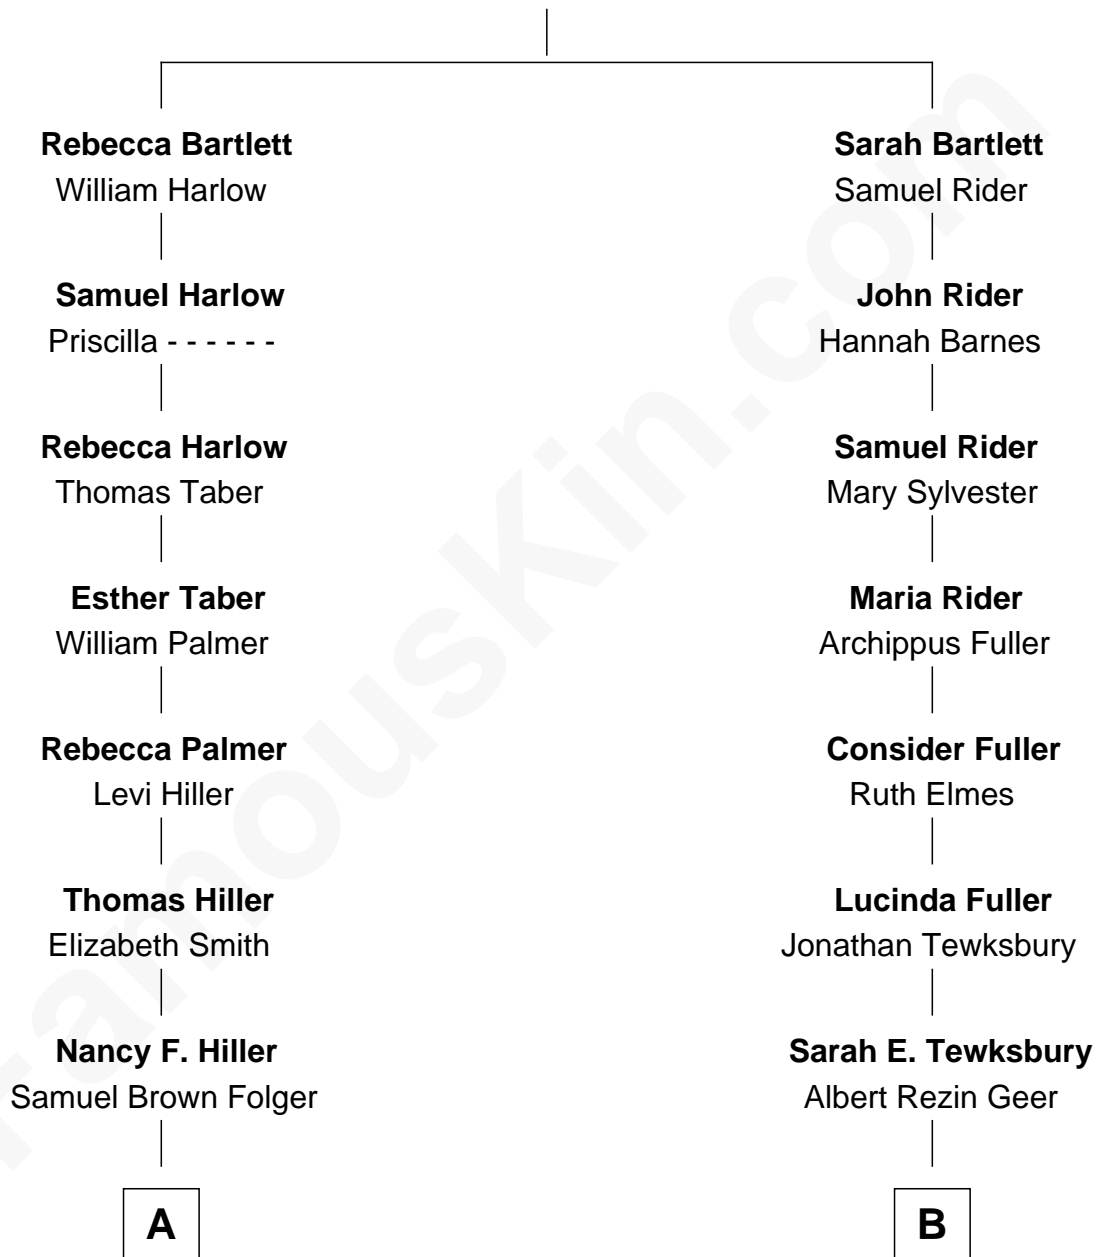 Rebecca Bartlett
William Harlow
Samuel Harlow
Priscilla - - - - - -
Rebecca Harlow
Thomas Taber
Esther Taber
William Palmer
Rebecca Palmer
Levi Hiller
Thomas Hiller
Elizabeth Smith
Nancy F. Hiller
Samuel Brown Folger
A
Sarah Bartlett
Samuel Rider
John Rider
Hannah Barnes
Samuel Rider
Mary Sylvester
Maria Rider
Archippus Fuller
Consider Fuller
Ruth Elmes
Lucinda Fuller
Jonathan Tewksbury
Sarah E. Tewksbury
Albert Rezin Geer
B
FamousKin.com